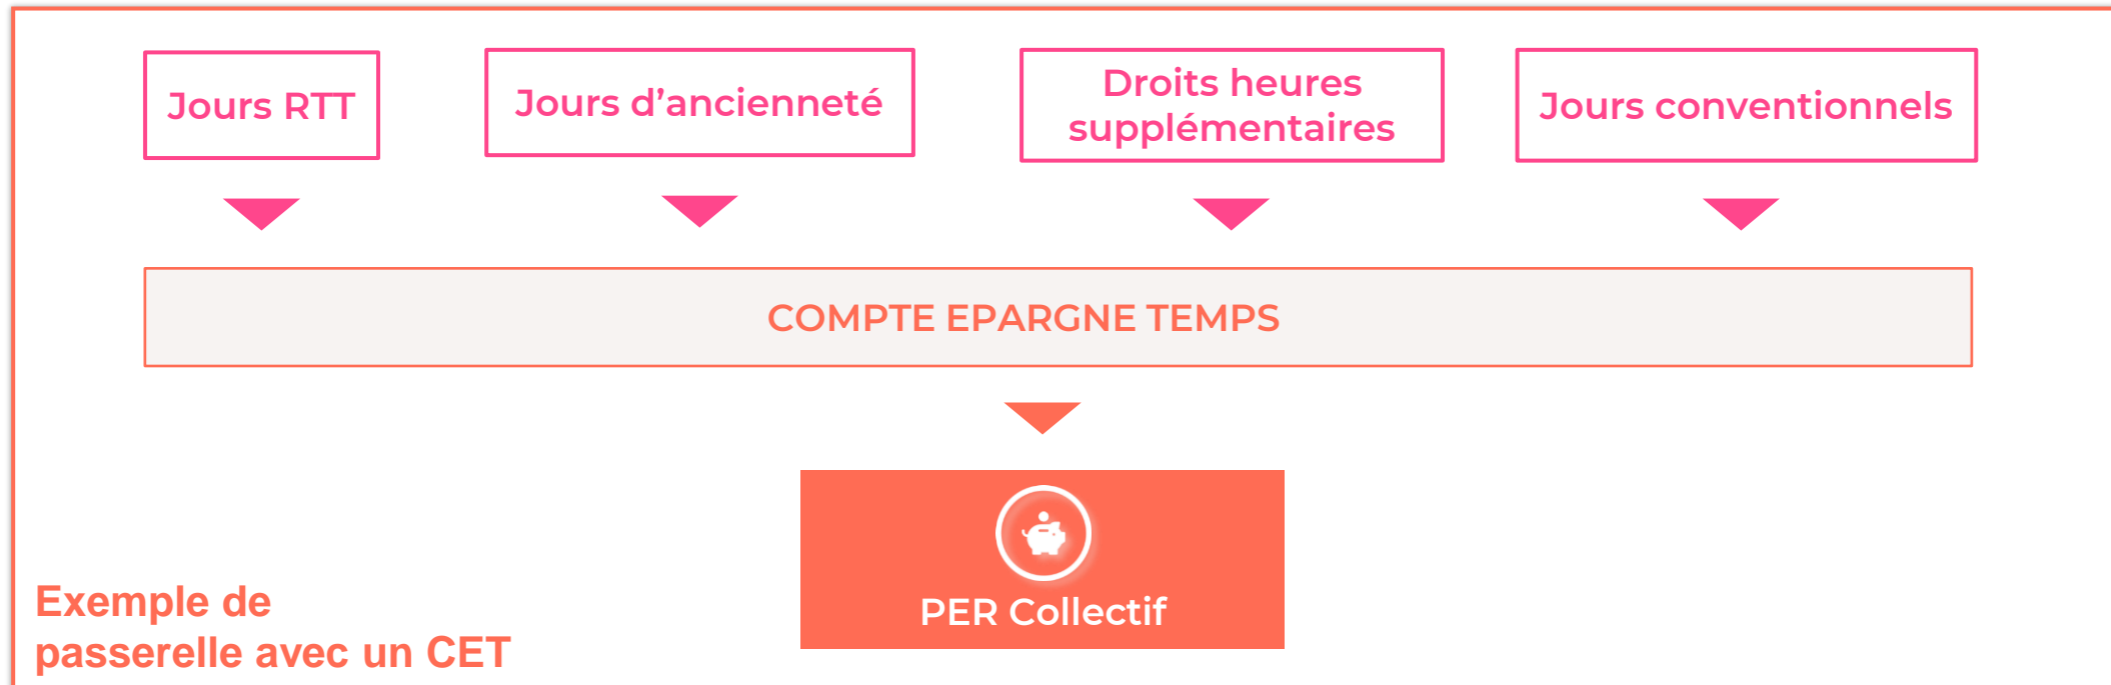 Jours RTT
Jours d’ancienneté
Droits heures
supplémentaires
Jours conventionnels
COMPTE EPARGNE TEMPS
PER Collectif
Exemple de
passerelle avec un CET